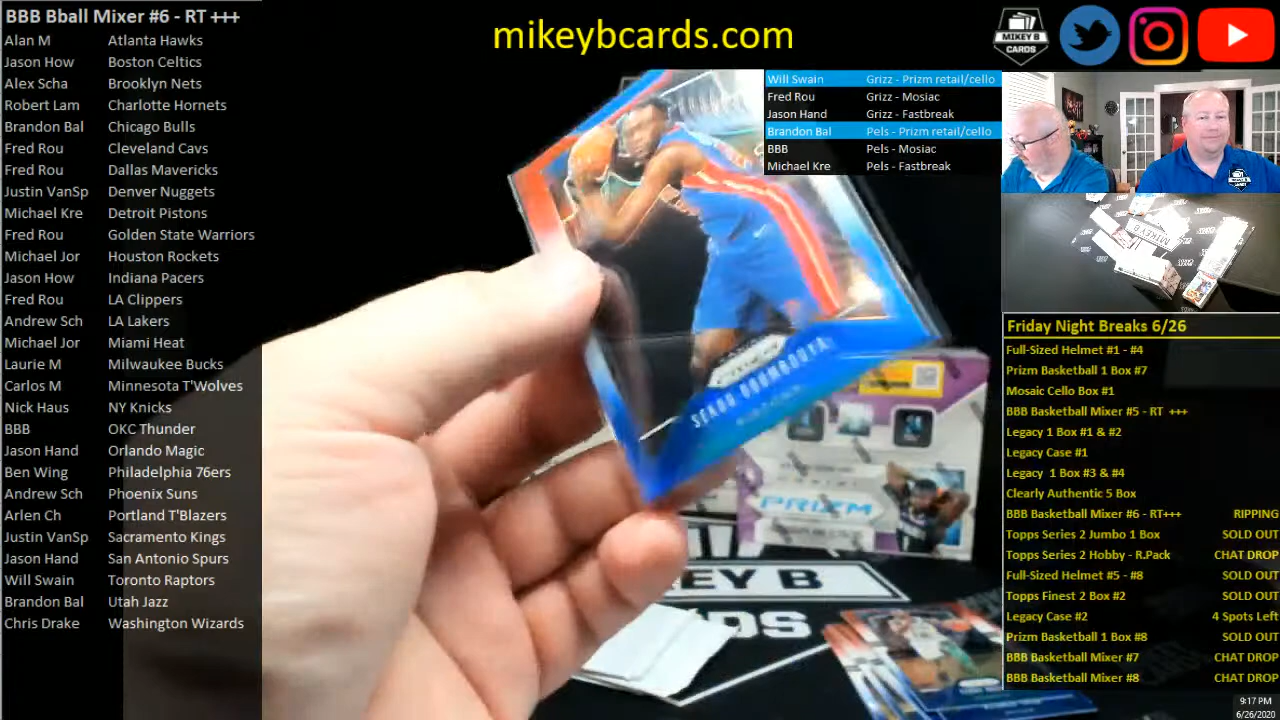 BBB Bball Mixer #6 - RT +++
Alan M Atlanta Hawks
Jason How Boston Celtics
Alex Scha Brooklyn Nets
Robert Lam Charlotte Hornets
Brandon Bal Chicago Bulls
Fred Rou Cleveland Cavs
Fred Rou Dallas Mavericks
Justin VanSp Denver Nuggets
Michael Kre Detroit Pistons
Fred Rou Golden State Warriors
Michael Jor Houston Rockets
Jason How Indiana Pacers
Fred Rou LA Clippers
Andrew Sch LA Lakers
Michael Jor Miami Heat
Laurie M Milwaukee Bucks
Carlos M Minnesota T'Wolves
Nick Haus NY Knicks
BBB OKC Thunder
Jason Hand Orlando Magic
Ben Wing Philadelphia 76ers
Andrew Sch Phoenix Suns
Arlen Ch Portland T'Blazers
Justin VanSp Sacramento Kings
Jason Hand San Antonio Spurs
Will Swain Toronto Raptors
Brandon Bal Utah Jazz
Chris Drake Washington Wizards
mikeybcards.com
MIKEY B
CARDS
Will Swain Grizz - Prizm retail/cello
Fred Rou Grizz - Mosiac
Jason Hand Grizz - Fastbreak
Brandon Bal Pels - Prizm retail/cello
BBB Pels - Mosiac
Michael Kre Pels - Fastbreak
SEKOU DOUMBOUYA
PRIZM
EY B
CARDS
MIKEY B
Friday Night Breaks 6/26
Full-Sized Helmet #1 - #4
Prizm Basketball 1 Box #7
Mosaic Cello Box #1
BBB Basketball Mixer #5 - RT +++
Legacy 1 Box #1 & #2
Legacy Case #1
Legacy 1 Box #3 & #4
Clearly Authentic 5 Box
BBB Basketball Mixer #6 - RT+++ RIPPING
Topps Series 2 Jumbo 1 Box SOLD OUT
Topps Series 2 Hobby - R.Pack CHAT DROP
Full-Sized Helmet #5 - #8 SOLD OUT
Topps Finest 2 Box #2 SOLD OUT
Legacy Case #2 4 Spots Left
Prizm Basketball 1 Box #8 SOLD OUT
BBB Basketball Mixer #7 CHAT DROP
BBB Basketball Mixer #8 CHAT DROP
9:17 PM
6/26/2020